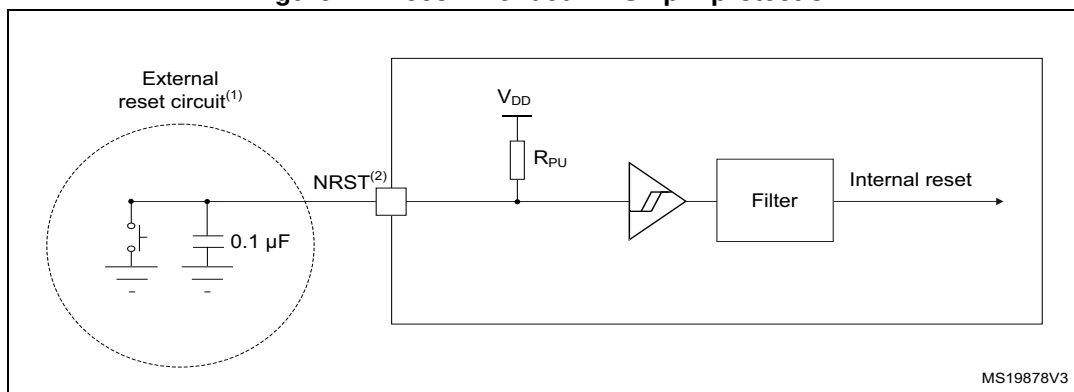 External
reset circuit(1)
VDD
RPU
NRST(2)
Internal reset
Filter
0.1 µF
MS19878V3